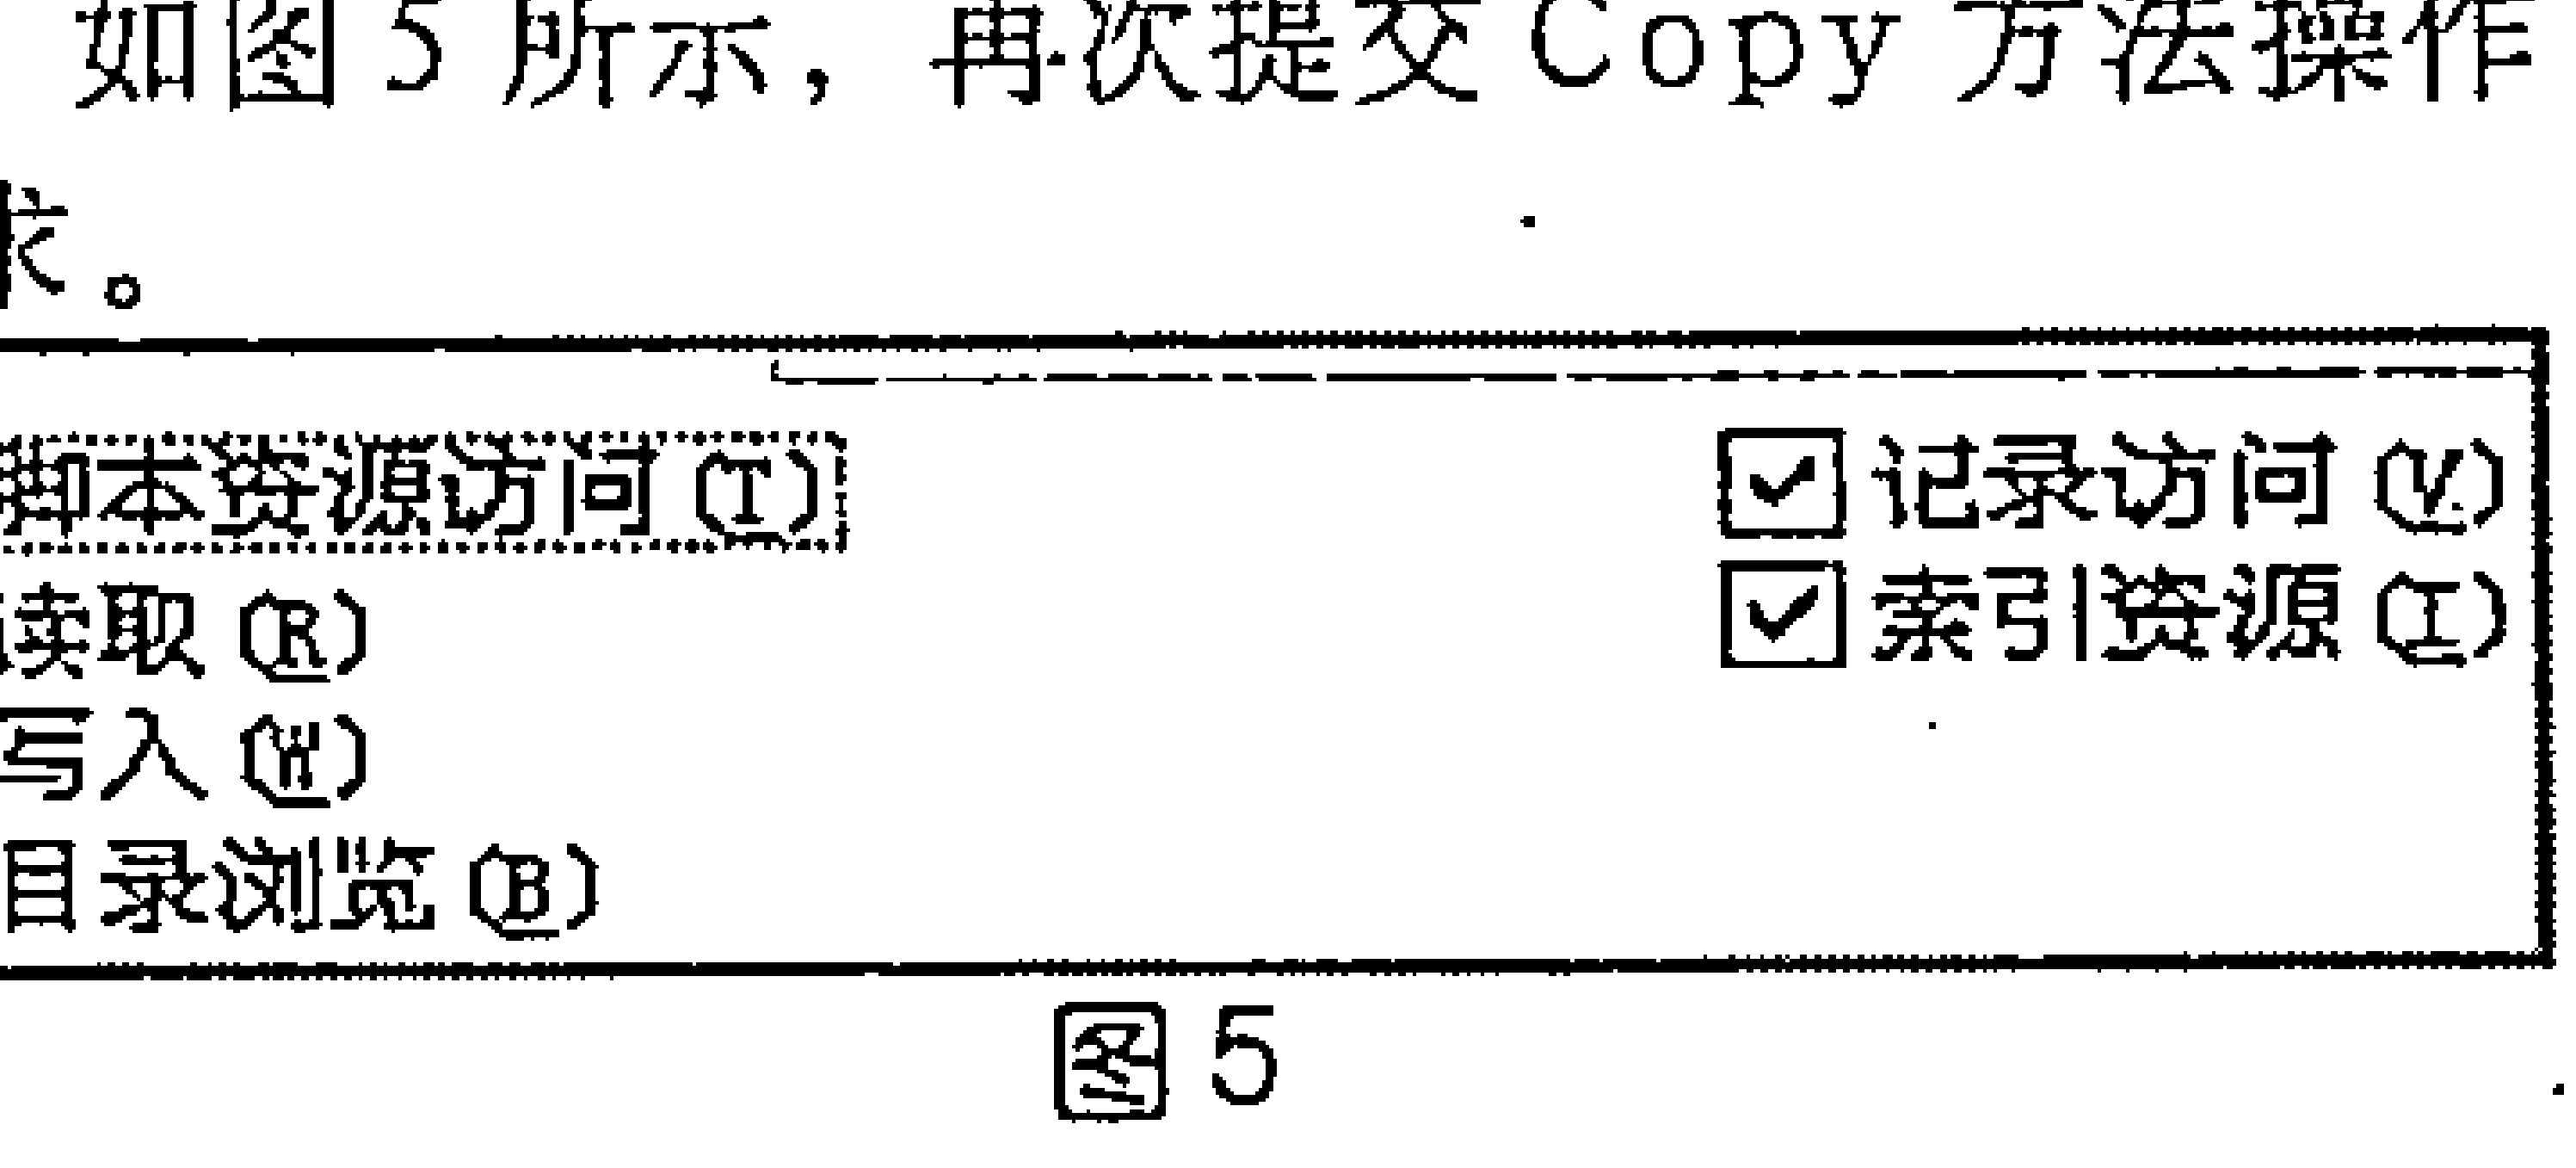 如图 5 所示，再次提交 Copy 方法操作
求。
脚本资源访问(T) 记录访问(V)
读取(R) 索引资源(I)
写入(W)
目录浏览(B)
图 5